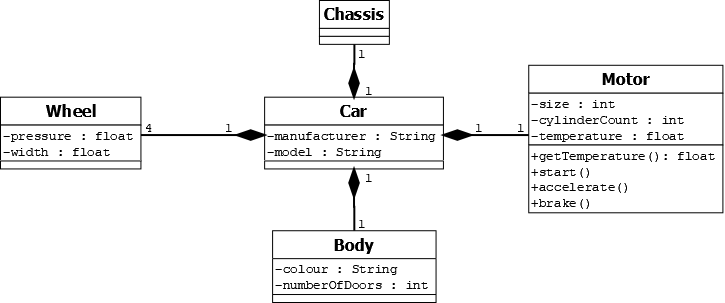 Chassis
1
1
Wheel
-pressure : float
-width : float
4
1
Car
-manufacturer : String
-model : String
1
1
Motor
-size : int
-cylinderCount : int
-temperature : float
+getTemperature(): float
+start()
+accelerate()
+brake()
1
1
Body
-colour : String
-numberOfDoors : int